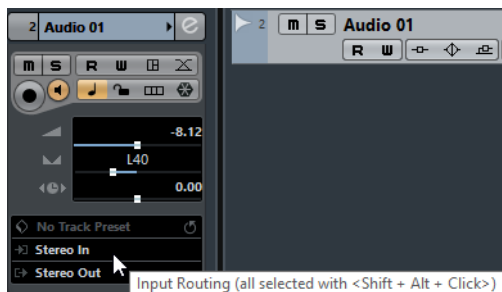 2 Audio 01 e
m S R W
-8.12
L40
0.00
No Track Preset
Stereo In
Stereo Out
2 m S Audio 01
R W
Input Routing (all selected with <Shift + Alt + Click>)